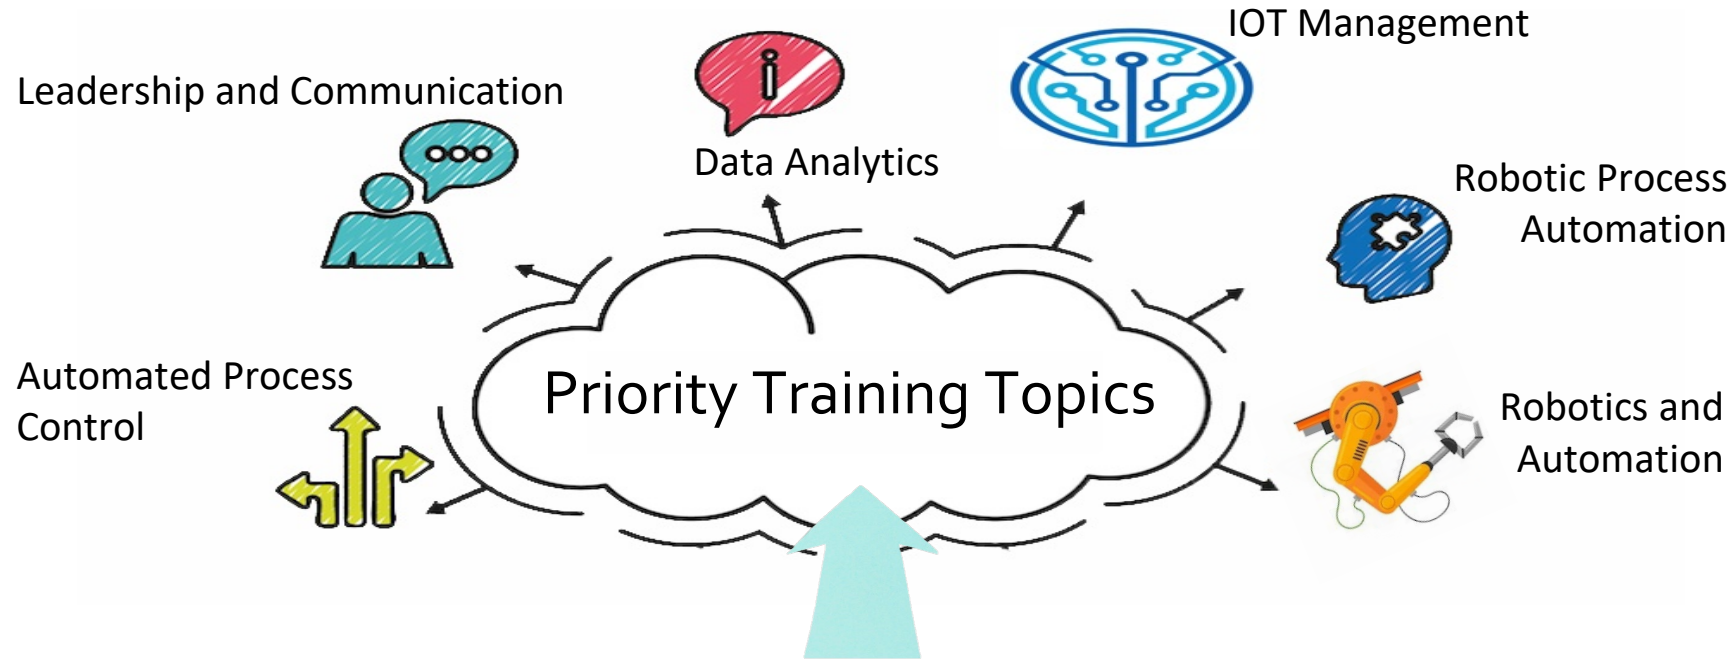 IOT Management
Leadership and Communication
Data Analytics
Robotic Process
Automation
Automated Process
Control
Priority Training Topics
Robotics and
Automation